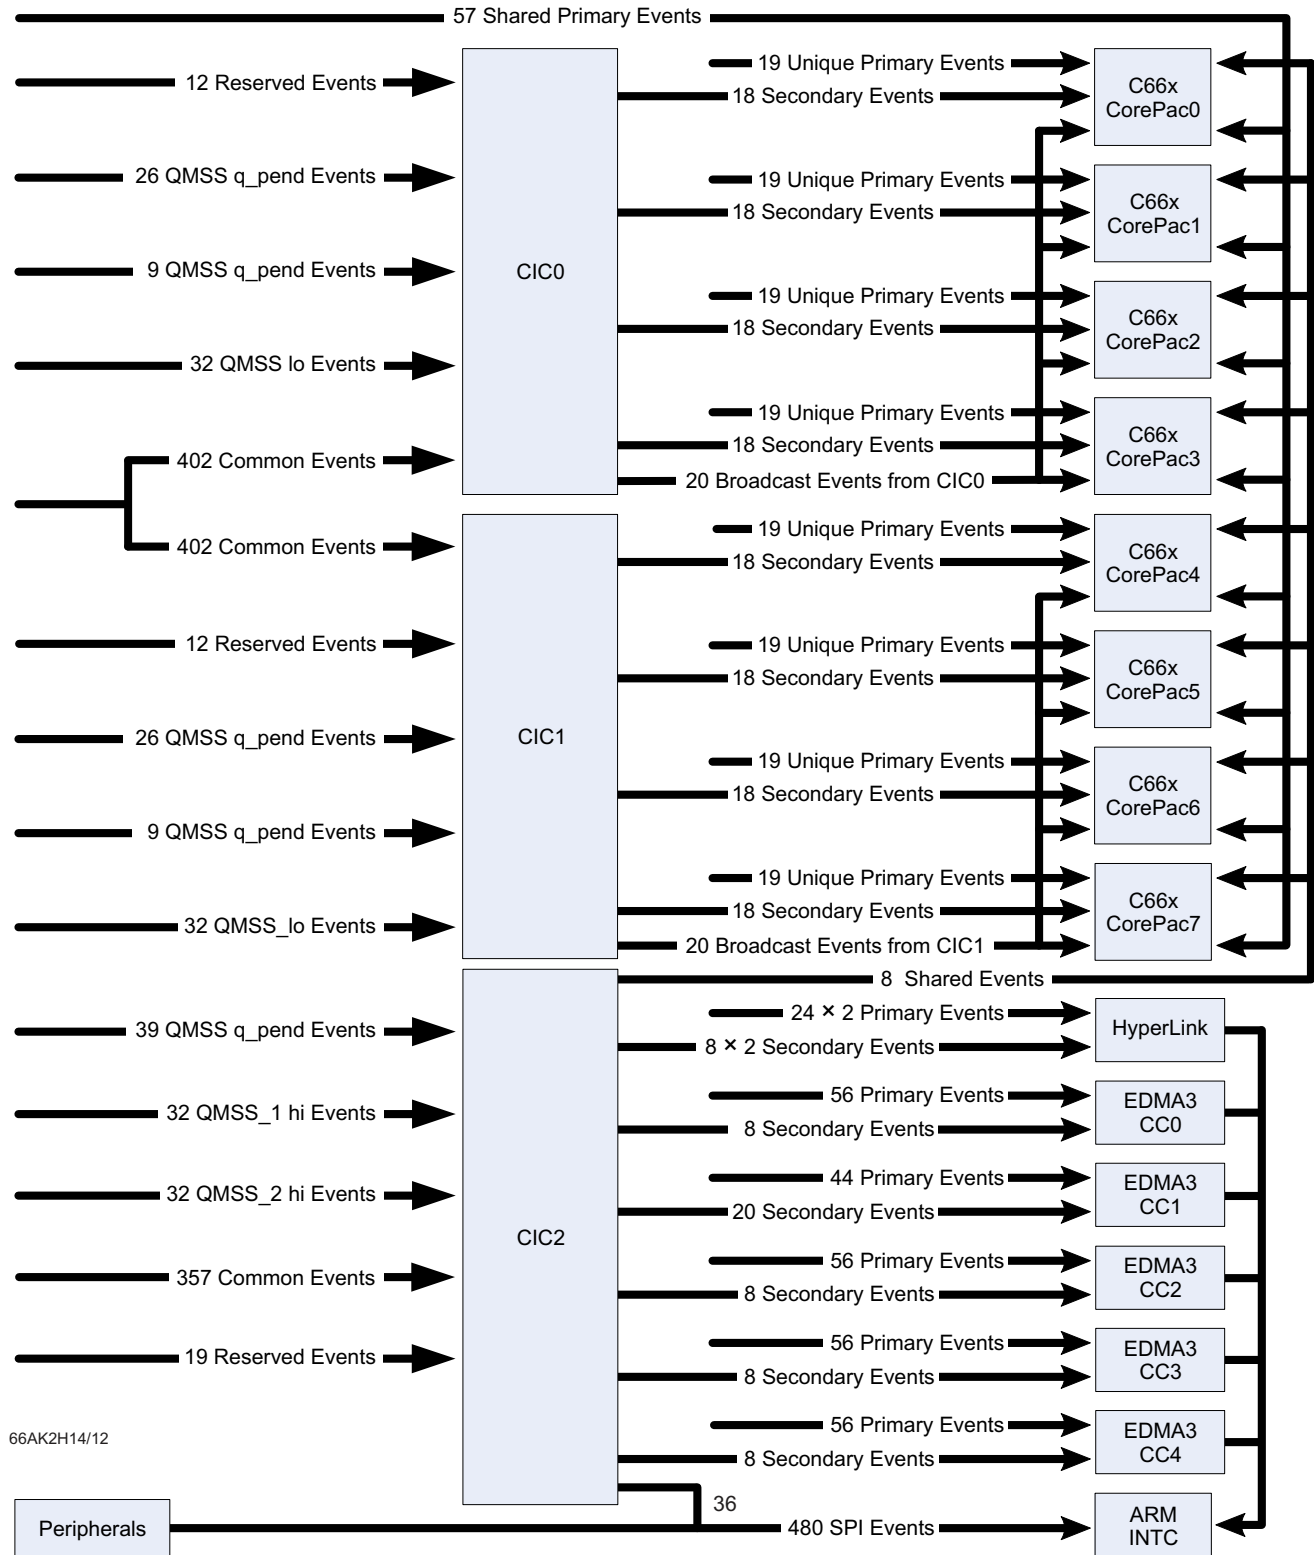 57 Shared Primary Events
12 Reserved Events
26 QMSS q_pend Events
9 QMSS q_pend Events
32 QMSS lo Events
402 Common Events
CIC0
19 Unique Primary Events
18 Secondary Events
C66x
CorePac0
19 Unique Primary Events
18 Secondary Events
C66x
CorePac1
19 Unique Primary Events
18 Secondary Events
C66x
CorePac2
19 Unique Primary Events
18 Secondary Events
C66x
CorePac3
20 Broadcast Events from CIC0
402 Common Events
12 Reserved Events
26 QMSS q_pend Events
9 QMSS q_pend Events
32 QMSS_lo Events
CIC1
19 Unique Primary Events
18 Secondary Events
C66x
CorePac4
19 Unique Primary Events
18 Secondary Events
C66x
CorePac5
19 Unique Primary Events
18 Secondary Events
C66x
CorePac6
19 Unique Primary Events
18 Secondary Events
C66x
CorePac7
20 Broadcast Events from CIC1
8 Shared Events
39 QMSS q_pend Events
32 QMSS_1 hi Events
32 QMSS_2 hi Events
357 Common Events
19 Reserved Events
CIC2
24 × 2 Primary Events
8 × 2 Secondary Events
HyperLink
56 Primary Events
8 Secondary Events
EDMA3
CC0
44 Primary Events
20 Secondary Events
EDMA3
CC1
56 Primary Events
8 Secondary Events
EDMA3
CC2
56 Primary Events
8 Secondary Events
EDMA3
CC3
56 Primary Events
8 Secondary Events
EDMA3
CC4
66AK2H14/12
36
Peripherals
480 SPI Events
ARM
INTC